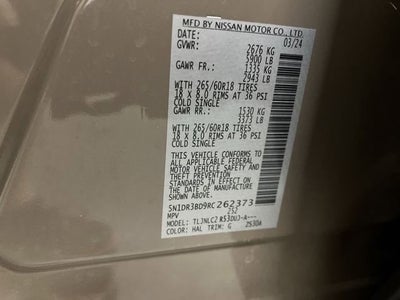 MFD BY NISSAN MOTOR CO., LTD.
DATE: 03/24
GVWR: 2676 KG
5900 LB
GAWR FR.: 1335 KG
2943 LB
WITH 265/60R18 TIRES
18 X 8.0 RIMS AT 36 PSI
COLD SINGLE
GAWR RR.: 1530 KG
3373 LB
WITH 265/60R18 TIRES
18 X 8.0 RIMS AT 36 PSI
COLD SINGLE
THIS VEHICLE CONFORMS
TO ALL APPLICABLE FEDERAL
MOTOR VEHICLE SAFETY AND
THEFT PREVENTION
STANDARDS IN EFFECT ON
THE DATE OF MANUFACTURE
SHOWN ABOVE.
5N1DR3BD9RC262373
MPV
MODEL:
COLOR: HAL TRIM: G